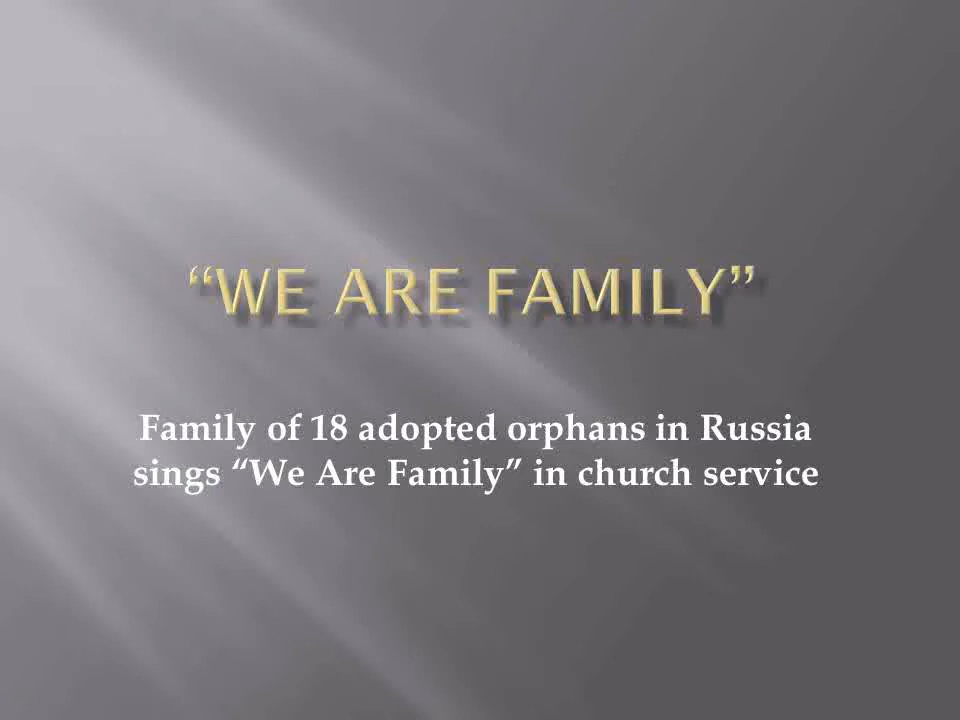 “WE ARE FAMILY”
Family of 18 adopted orphans in Russia
sings “We Are Family” in church service